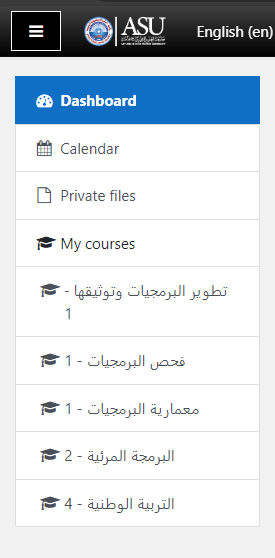 ASU
English (en)
Dashboard
Calendar
Private files
My courses
تطوير البرمجيات وتوثيقها -
1
فحص البرمجيات - 1
معمارية البرمجيات - 1
البرمجة المرئية - 2
التربية الوطنية - 4